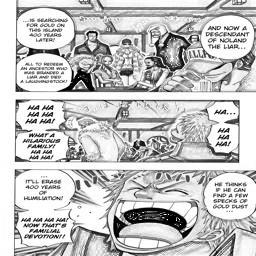 AND NOW A
DESCENDANT
OF NOLAND
THE LIAR...
...IS SEARCHING
FOR GOLD ON
THIS ISLAND
400 YEARS
LATER!
ALL TO REDEEM
AN ANCESTOR WHO
WAS BRANDED A
LIAR AND DIED
A LAUGHINGSTOCK!
HA...
HA
HA
HA!
HA HA
HA HA
HA HA!
WHAT A
HILARIOUS
FAMILY!
HA HA
HA HA!
HE THINKS
IF HE CAN
FIND A FEW
SPECKS OF
GOLD DUST
...
...
IT'LL ERASE
400 YEARS OF
HUMILIATION!
HA HA HA HA!
NOW THAT'S
FAMILIAL
DEVOTION!!